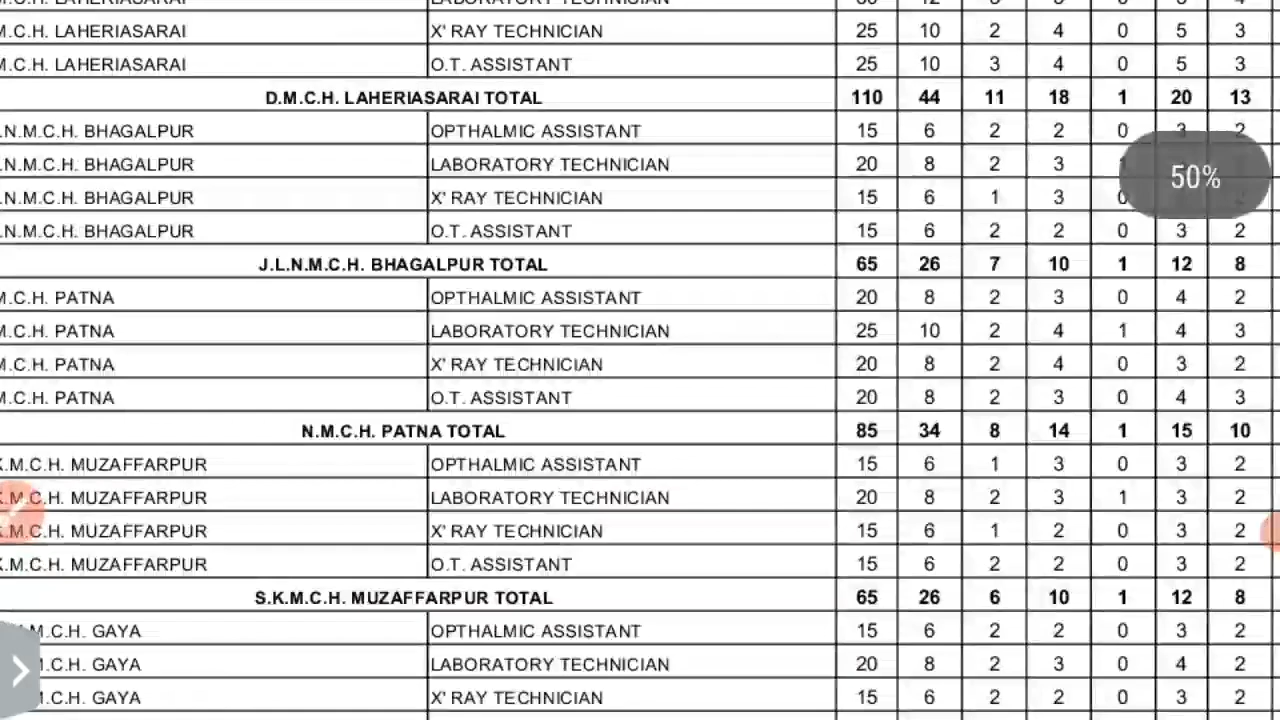 M.C.H. LAHERIASARAI X' RAY TECHNICIAN 25 10 2 4 0 5 3
M.C.H. LAHERIASARAI O.T. ASSISTANT 25 10 3 4 0 5 3
D.M.C.H. LAHERIASARAI TOTAL 110 44 11 18 1 20 13
.N.M.C.H. BHAGALPUR OPTHALMIC ASSISTANT 15 6 2 2 0 3 2
.N.M.C.H. BHAGALPUR LABORATORY TECHNICIAN 20 8 2 3
50%
.N.M.C.H. BHAGALPUR X' RAY TECHNICIAN 15 6 1 3 0
.N.M.C.H. BHAGALPUR O.T. ASSISTANT 15 6 2 2 0 3 2
J.L.N.M.C.H. BHAGALPUR TOTAL 65 26 7 10 1 12 8
M.C.H. PATNA OPTHALMIC ASSISTANT 20 8 2 3 0 4 2
M.C.H. PATNA LABORATORY TECHNICIAN 25 10 2 4 1 4 3
M.C.H. PATNA X' RAY TECHNICIAN 20 8 2 4 0 3 2
M.C.H. PATNA O.T. ASSISTANT 20 8 2 3 0 4 3
N.M.C.H. PATNA TOTAL 85 34 8 14 1 15 10
K.M.C.H. MUZAFFARPUR OPTHALMIC ASSISTANT 15 6 1 3 0 3 2
K.M.C.H. MUZAFFARPUR LABORATORY TECHNICIAN 20 8 2 3 1 3 2
K.M.C.H. MUZAFFARPUR X' RAY TECHNICIAN 15 6 1 2 0 3 2
K.M.C.H. MUZAFFARPUR O.T. ASSISTANT 15 6 2 2 0 3 2
S.K.M.C.H. MUZAFFARPUR TOTAL 65 26 6 10 1 12 8
M.C.H. GAYA OPTHALMIC ASSISTANT 15 6 2 2 0 3 2
.C.H. GAYA LABORATORY TECHNICIAN 20 8 2 3 0 4 2
.C.H. GAYA X' RAY TECHNICIAN 15 6 2 2 0 3 2